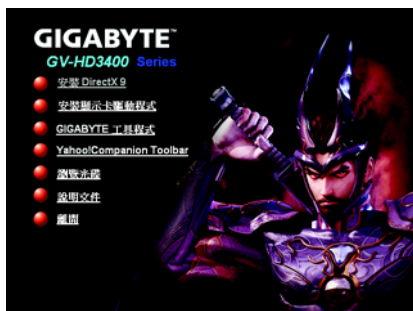 GIGABYTE™
GV-HD3400 Series
安裝 DirectX 9
安裝顯示卡驅動程式
GIGABYTE 工具程式
Yahoo!Companion Toolbar
瀏覽光碟
說明文件
離開